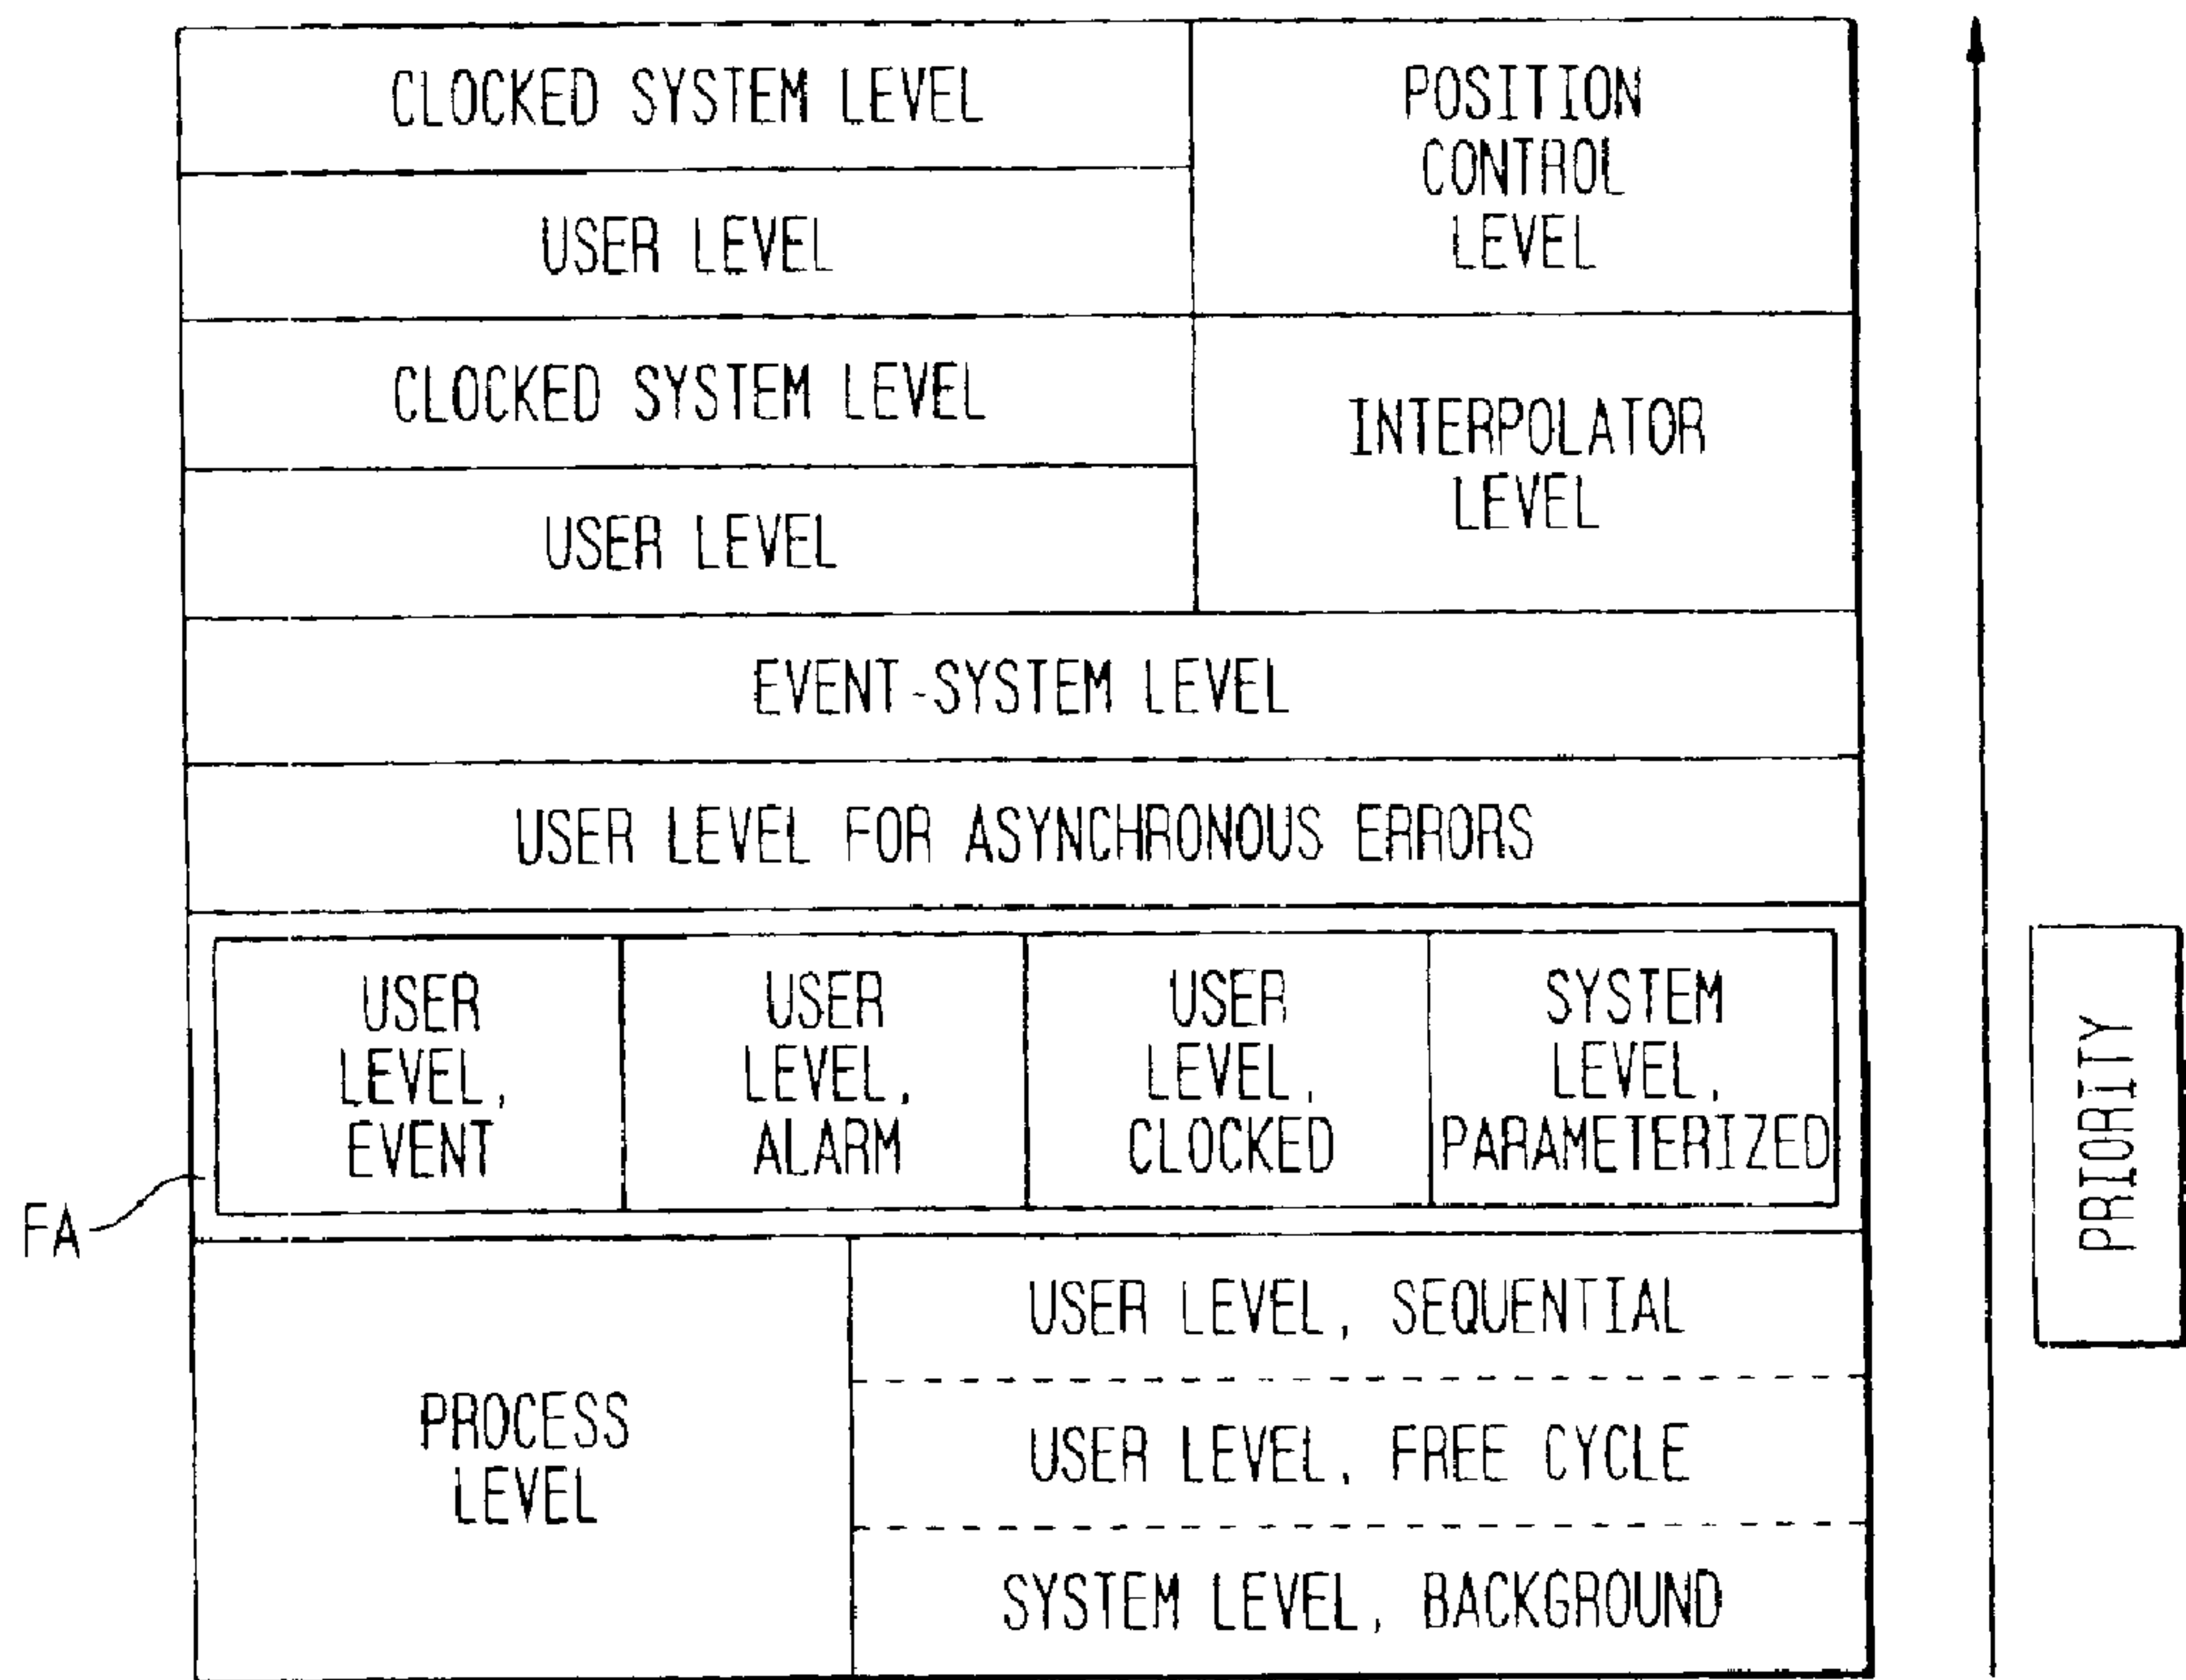 CLOCKED SYSTEM LEVEL
USER LEVEL
POSITION
CONTROL
LEVEL
CLOCKED SYSTEM LEVEL
USER LEVEL
INTERPOLATOR
LEVEL
EVENT-SYSTEM LEVEL
USER LEVEL FOR ASYNCHRONOUS ERRORS
USER
LEVEL,
EVENT
USER
LEVEL,
ALARM
USER
LEVEL,
CLOCKED
SYSTEM
LEVEL,
PARAMETERIZED
FA
PROCESS
LEVEL
USER LEVEL, SEQUENTIAL
USER LEVEL, FREE CYCLE
SYSTEM LEVEL, BACKGROUND
PRIORITY